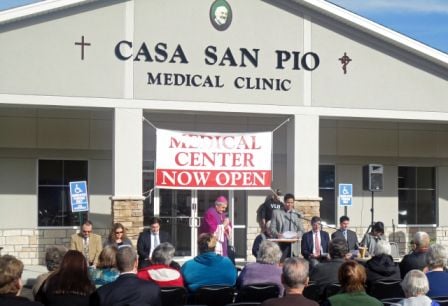 CASA SAN PIO
MEDICAL CLINIC
MEDICAL
CENTER
NOW OPEN